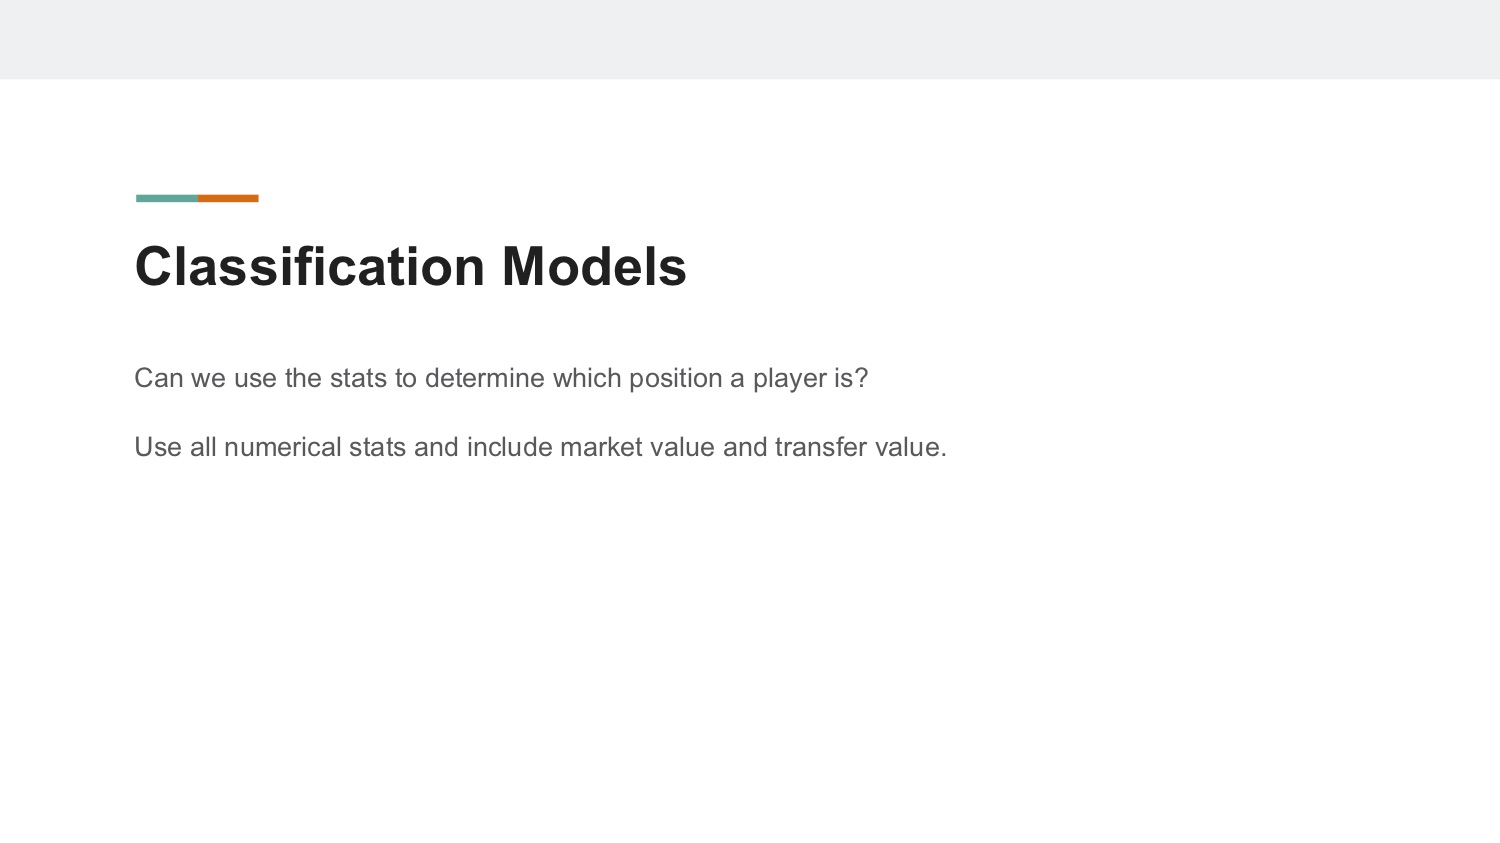 Classification Models
Can we use the stats to determine which position a player is?
Use all numerical stats and include market value and transfer value.